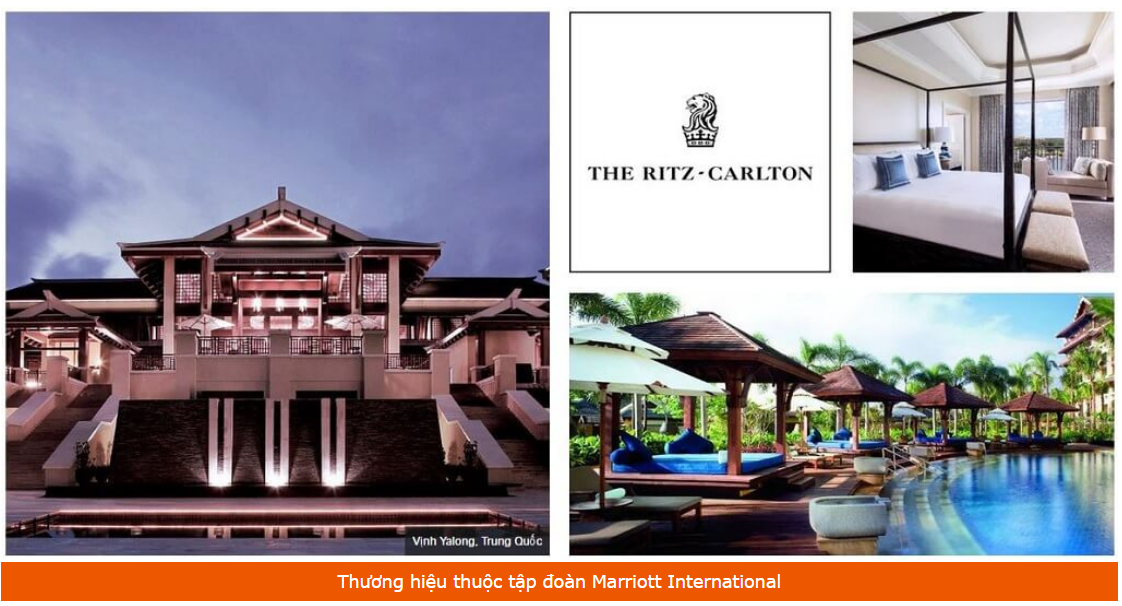 THE RITZ-CARLTON
Vịnh Yalong, Trung Quốc
Thương hiệu thuộc tập đoàn Marriott International